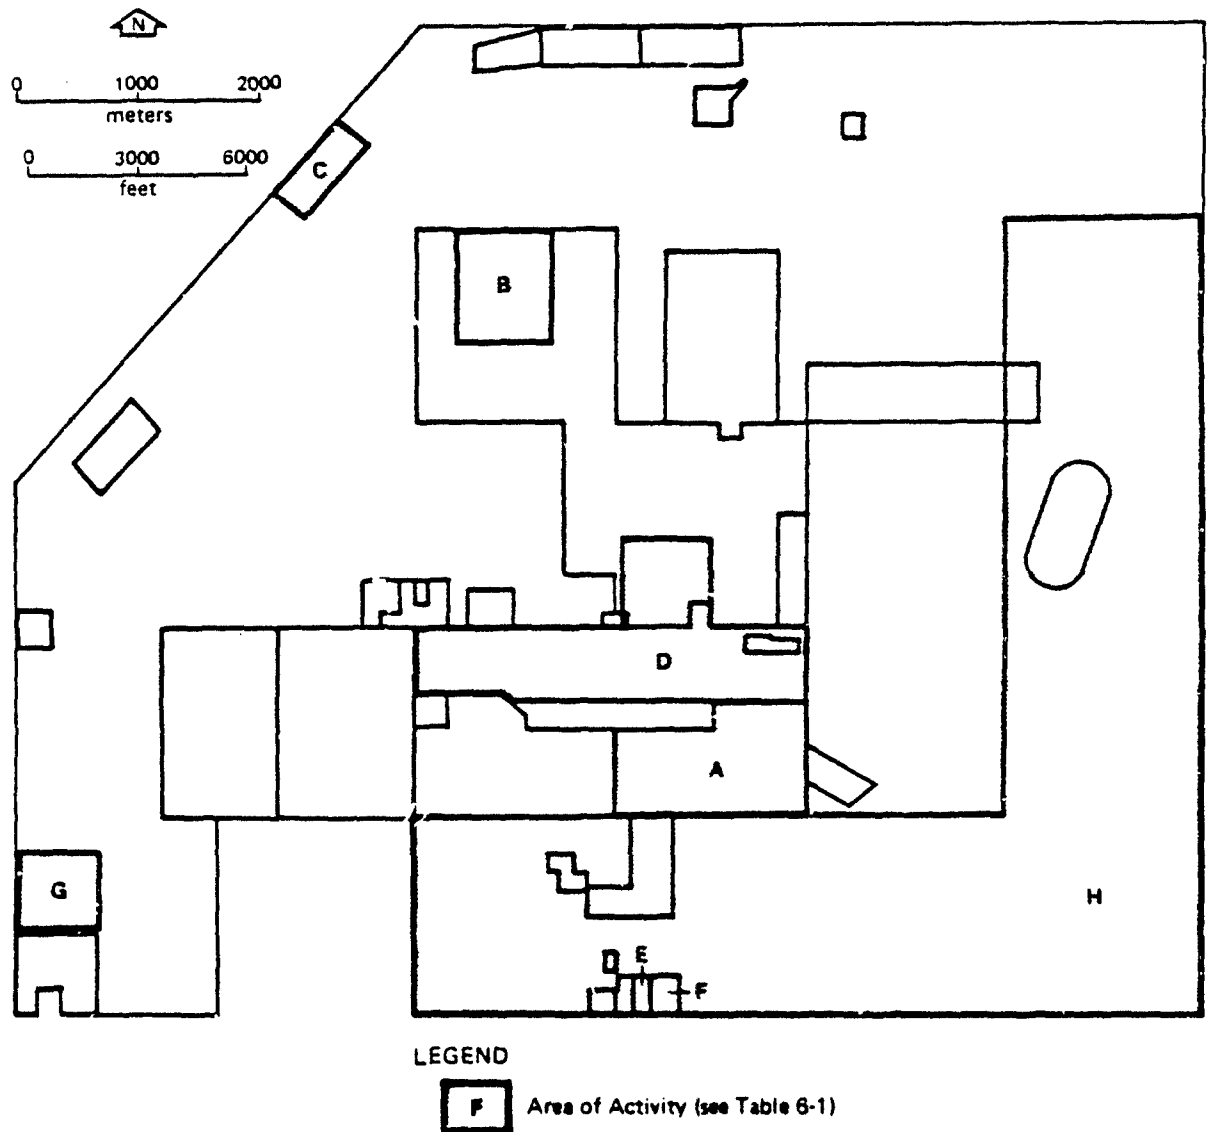 N
0 1000 2000
meters
0 3000 6000
feet
C
B
D
A
G
H
E
F
LEGEND
F Area of Activity (see Table 6-1)